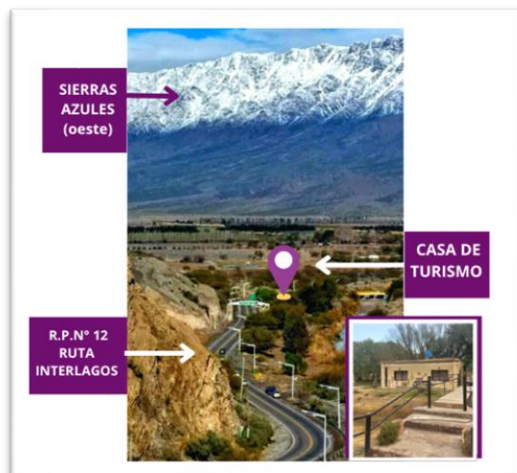 SIERRAS
AZULES
(oeste)
CASA DE
TURISMO
R.P.N° 12
RUTA
INTERLAGOS